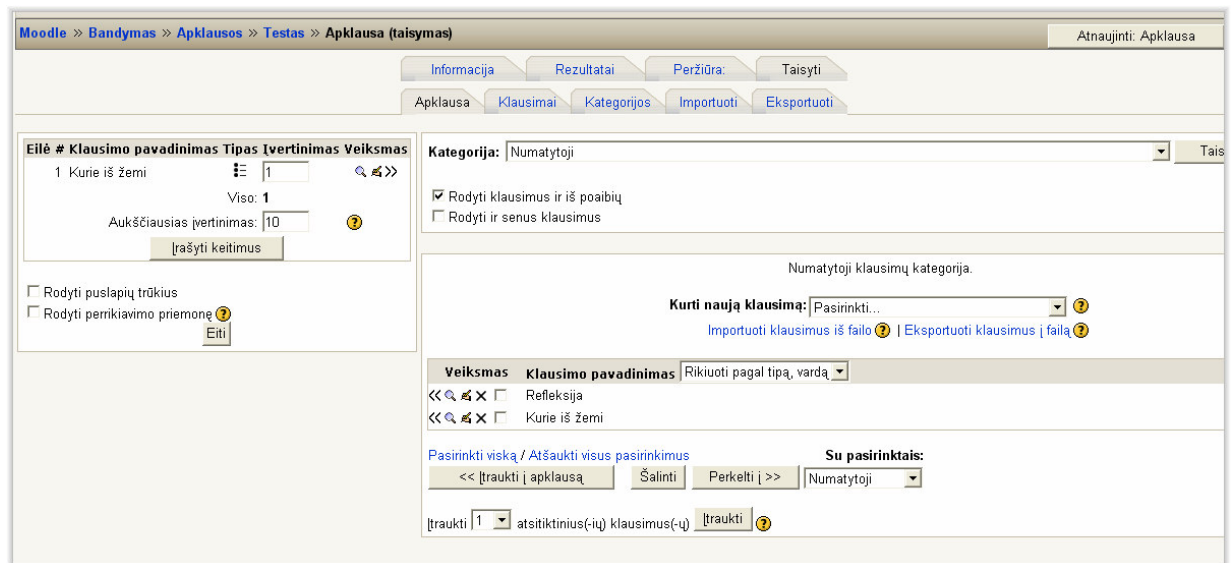 Moodle » Bandymas » Apklausos » Testas » Apklausa (taisymas)
Atnaujinti: Apklausa
Informacija Rezultatai Peržiūra: Taisyti
Apklausa Klausimai Kategorijos Importuoti Eksportuoti
Eilė # Klausimo pavadinimas Tipas Įvertinimas Veiksmas
1 Kurie iš žemi 1
Viso: 1
Aukščiausias įvertinimas: 10
Įrašyti keitimus
Rodyti puslapių trūkius
Rodyti perrikiavimo priemonę
Eiti
Kategorija: Numatytoji Tais
Rodyti klausimus ir iš poaibių
Rodyti ir senus klausimus
Numatytoji klausimų kategorija.
Kurti naują klausimą: Pasirinkti...
Importuoti klausimus iš failo | Eksportuoti klausimus į failą
Veiksmas Klausimo pavadinimas Rikiuoti pagal tipą, vardą
Refleksija
Kurie iš žemi
Pasirinkti viską / Atšaukti visus pasirinkimus Su pasirinktais:
<< Įtraukti į apklausą Šalinti Perkelti į >> Numatytoji
Įtraukti 1 atsitiktinius(-ių) klausimus(-ų) Įtraukti